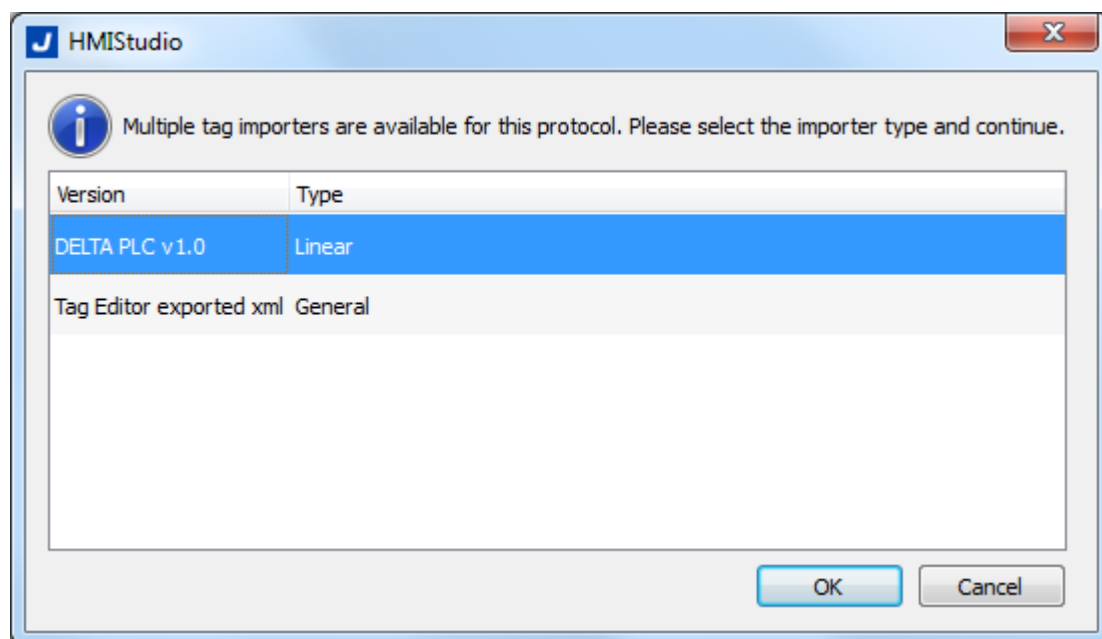 HMIStudio
Multiple tag importers are available for this protocol. Please select the importer type and continue.
Version Type
DELTA PLC v1.0 Linear
Tag Editor exported xml General
OK Cancel